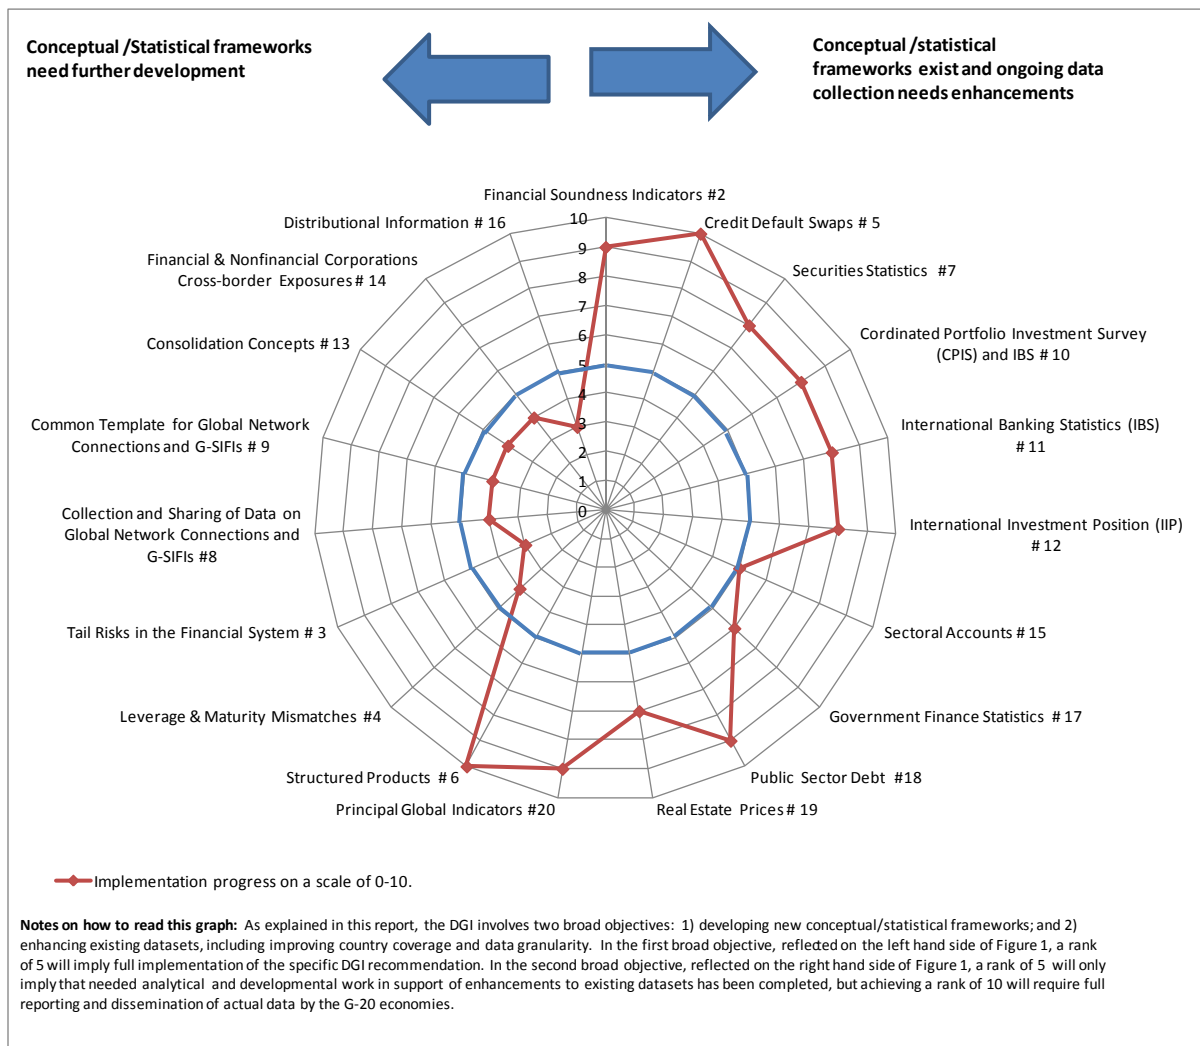 Conceptual /Statistical frameworks
need further development
Conceptual /statistical
frameworks exist and ongoing data
collection needs enhancements
Financial Soundness Indicators #2
Distributional Information # 16
Credit Default Swaps # 5
Financial & Nonfinancial Corporations
Cross-border Exposures # 14
Securities Statistics #7
Consolidation Concepts # 13
Cordinated Portfolio Investment Survey
(CPIS) and IBS # 10
Common Template for Global Network
Connections and G-SIFIs # 9
International Banking Statistics (IBS)
# 11
Collection and Sharing of Data on
Global Network Connections and
G-SIFIs #8
International Investment Position (IIP)
# 12
Tail Risks in the Financial System # 3
Sectoral Accounts # 15
Leverage & Maturity Mismatches #4
Government Finance Statistics # 17
Structured Products # 6
Public Sector Debt #18
Principal Global Indicators #20
Real Estate Prices # 19
10
9
8
7
6
5
4
3
2
1
0
Implementation progress on a scale of 0-10.
Notes on how to read this graph: As explained in this report, the DGI involves two broad objectives: 1) developing new conceptual/statistical frameworks; and 2)
enhancing existing datasets, including improving country coverage and data granularity. In the first broad objective, reflected on the left hand side of Figure 1, a rank
of 5 will imply full implementation of the specific DGI recommendation. In the second broad objective, reflected on the right hand side of Figure 1, a rank of 5 will only
imply that needed analytical and developmental work in support of enhancements to existing datasets has been completed, but achieving a rank of 10 will require full
reporting and dissemination of actual data by the G-20 economies.